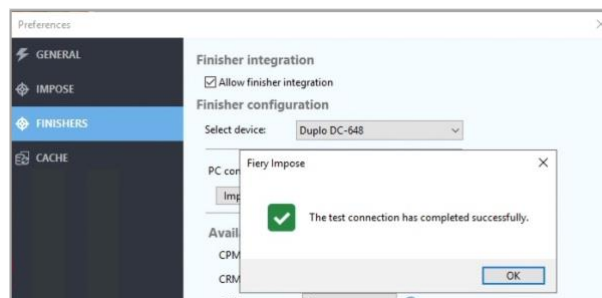 Preferences
GENERAL
IMPOSE
FINISHERS
CACHE
Finisher integration
Allow finisher integration
Finisher configuration
Select device: Duplo DC-648
PC con
Imp
Fiery Impose
The test connection has completed successfully.
OK
Avail
CPM
CRM